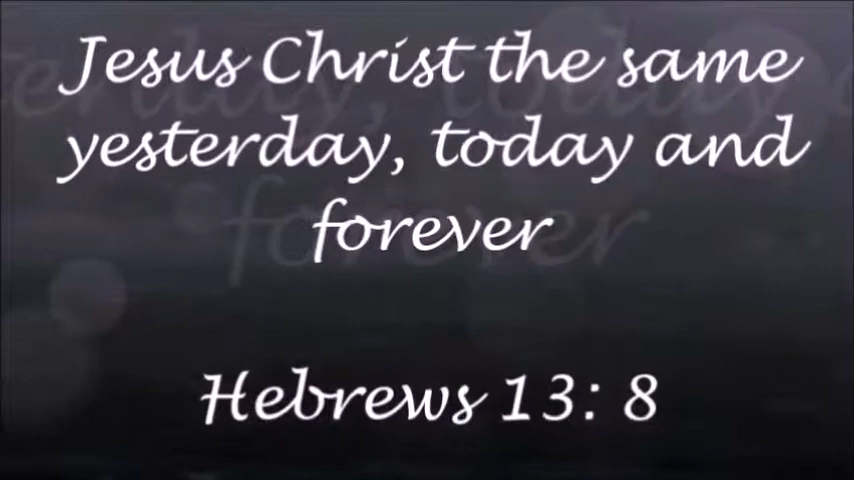 Jesus Christ the same
yesterday, today and
forever
Hebrews 13: 8